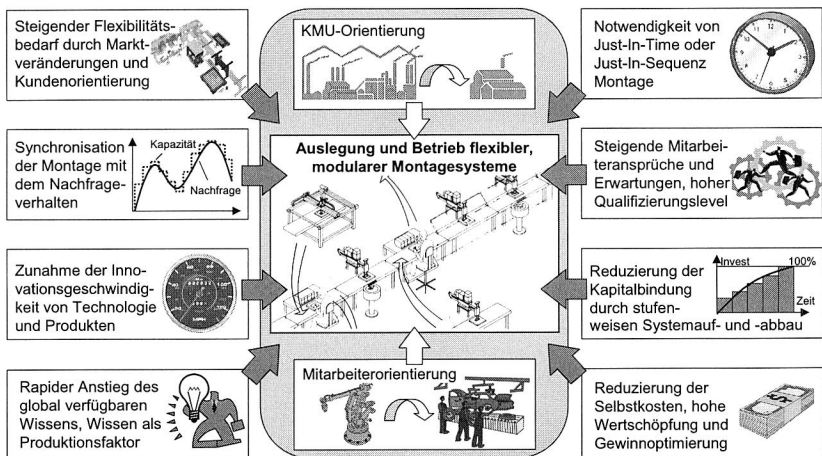 Steigender Flexibilitäts-
bedarf durch Markt-
veränderungen und
Kundenorientierung
KMU-Orientierung
Notwendigkeit von
Just-In-Time oder
Just-In-Sequenz
Montage
Synchronisation
der Montage mit
dem Nachfrage-
verhalten
Kapazität
Nachfrage
Auslegung und Betrieb flexibler,
modularer Montagesysteme
Steigende Mitarbei-
teransprüche und
Erwartungen, hoher
Qualifizierungslevel
Zunahme der Inno-
vationsgeschwindig-
keit von Technologie
und Produkten
Reduzierung der
Kapitalbindung
durch stufen-
weisen Systemauf- und -abbau
Invest
100%
Zeit
Rapider Anstieg des
global verfügbaren
Wissens, Wissen als
Produktionsfaktor
Mitarbeiterorientierung
Reduzierung der
Selbstkosten, hohe
Wertschöpfung und
Gewinnoptimierung